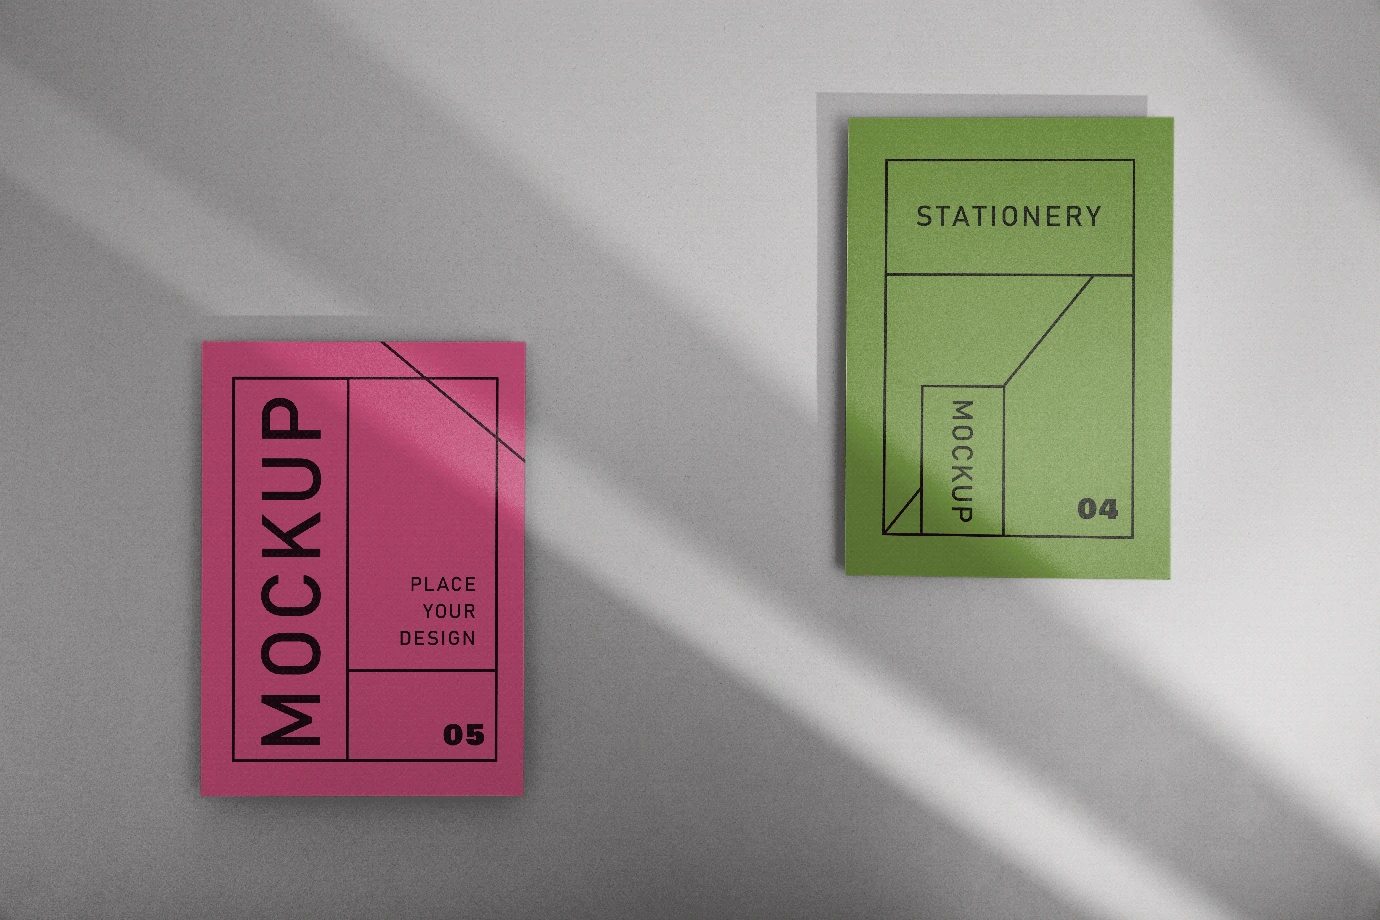 MOCKUP
PLACE
YOUR
DESIGN
05
STATIONERY
MOCKUP
04